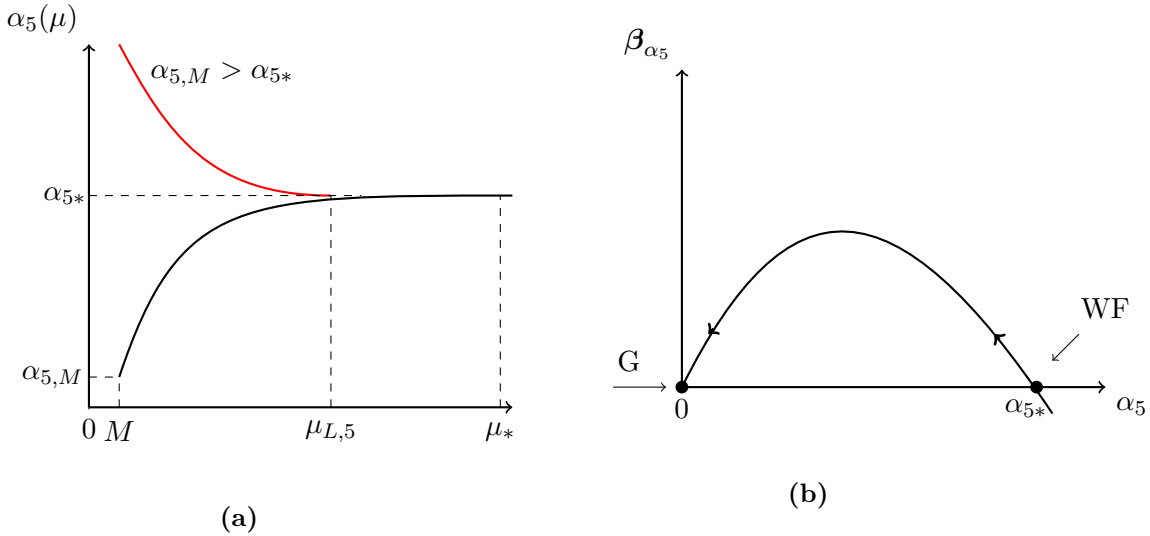 α₅(μ)
α₅,M > α₅*
α₅*
α₅,M
0 M
μL,5
μ*
(a)
βα₅
WF
G
0
α₅*
α₅
(b)